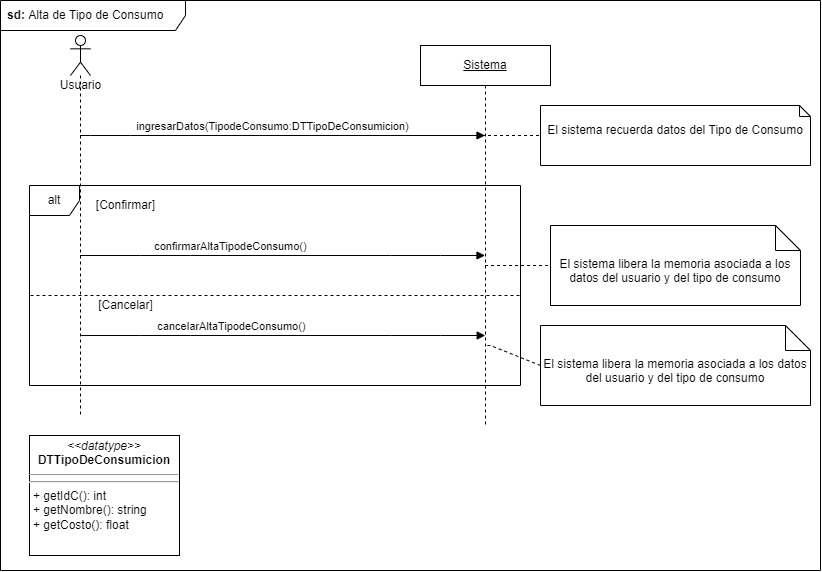 sd: Alta de Tipo de Consumo
Usuario
Sistema
ingresarDatos(TipodeConsumo:DTTipoDeConsumicion)
El sistema recuerda datos del Tipo de Consumo
alt
[Confirmar]
confirmarAltaTipodeConsumo()
El sistema libera la memoria asociada a los
datos del usuario y del tipo de consumo
[Cancelar]
cancelarAltaTipodeConsumo()
El sistema libera la memoria asociada a los datos
del usuario y del tipo de consumo
<<datatype>>
DTTipoDeConsumicion
+ getIdC(): int
+ getNombre(): string
+ getCosto(): float